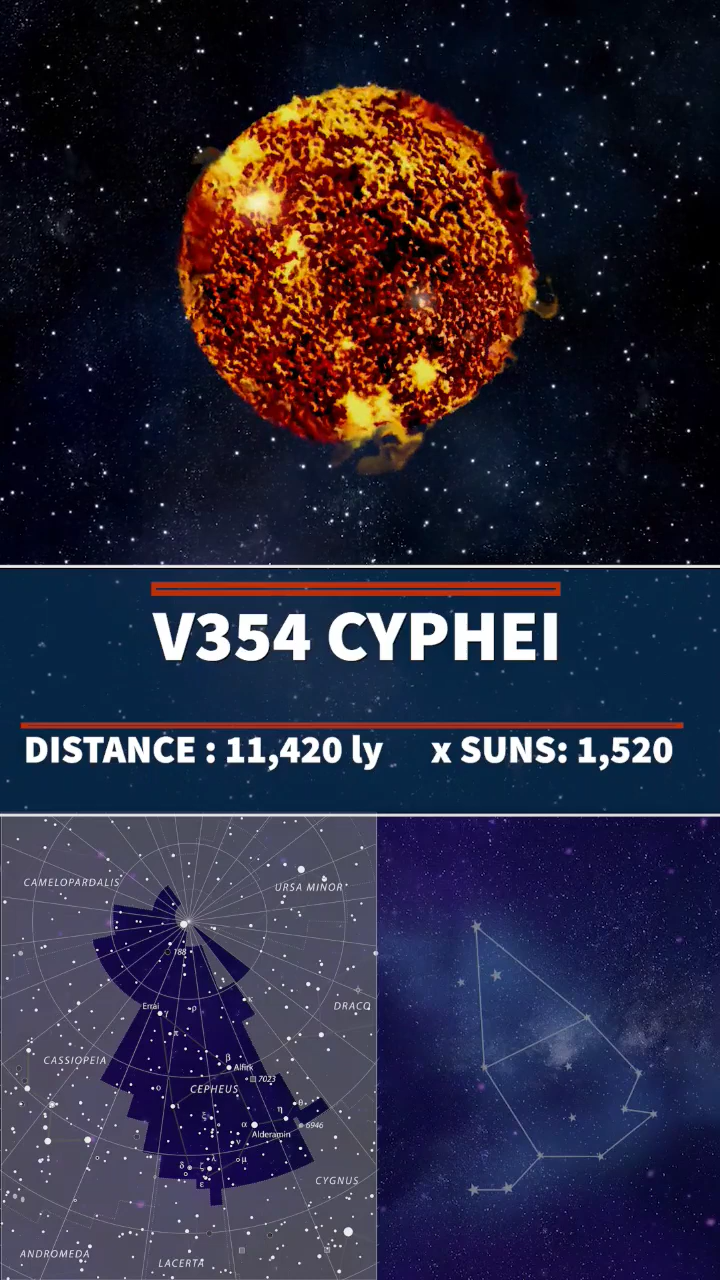 V354 CYPHEI
DISTANCE : 11,420 ly x SUNS: 1,520
CAMELOPARDALIS
URSA MINOR
188
DRACO
Errai
γ
ρ
κ
π
CASSIOPEIA
β
Alfirk
7023
CEPHEUS
ο
ι
ξ
α
η
θ
6946
Alderamin
ν
δ
ζ
λ
μ
ε
CYGNUS
ANDROMEDA
LACERTA